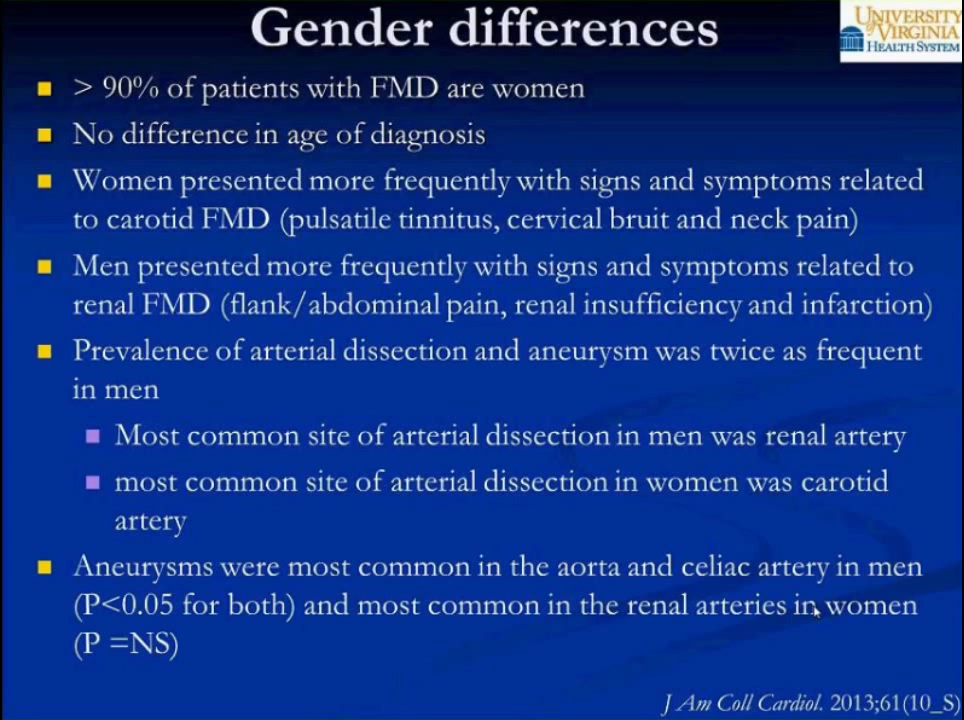 Gender differences
UNIVERSITY
of VIRGINIA
HEALTH SYSTEM
> 90% of patients with FMD are women
No difference in age of diagnosis
Women presented more frequently with signs and symptoms related
to carotid FMD (pulsatile tinnitus, cervical bruit and neck pain)
Men presented more frequently with signs and symptoms related to
renal FMD (flank/abdominal pain, renal insufficiency and infarction)
Prevalence of arterial dissection and aneurysm was twice as frequent
in men
Most common site of arterial dissection in men was renal artery
most common site of arterial dissection in women was carotid
artery
Aneurysms were most common in the aorta and celiac artery in men
(P<0.05 for both) and most common in the renal arteries in women
(P =NS)
J Am Coll Cardiol. 2013;61(10_S)